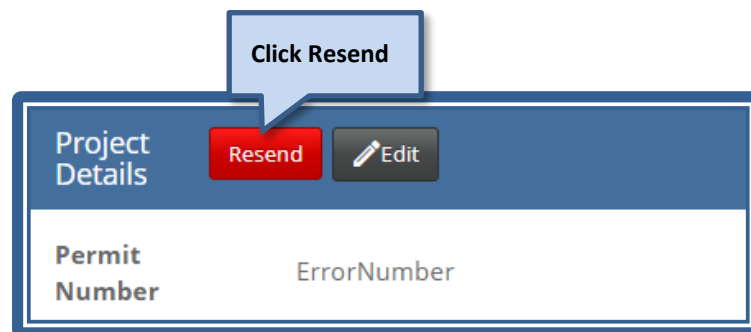 Click Resend
Project
Details
Resend
Edit
Permit
Number
ErrorNumber